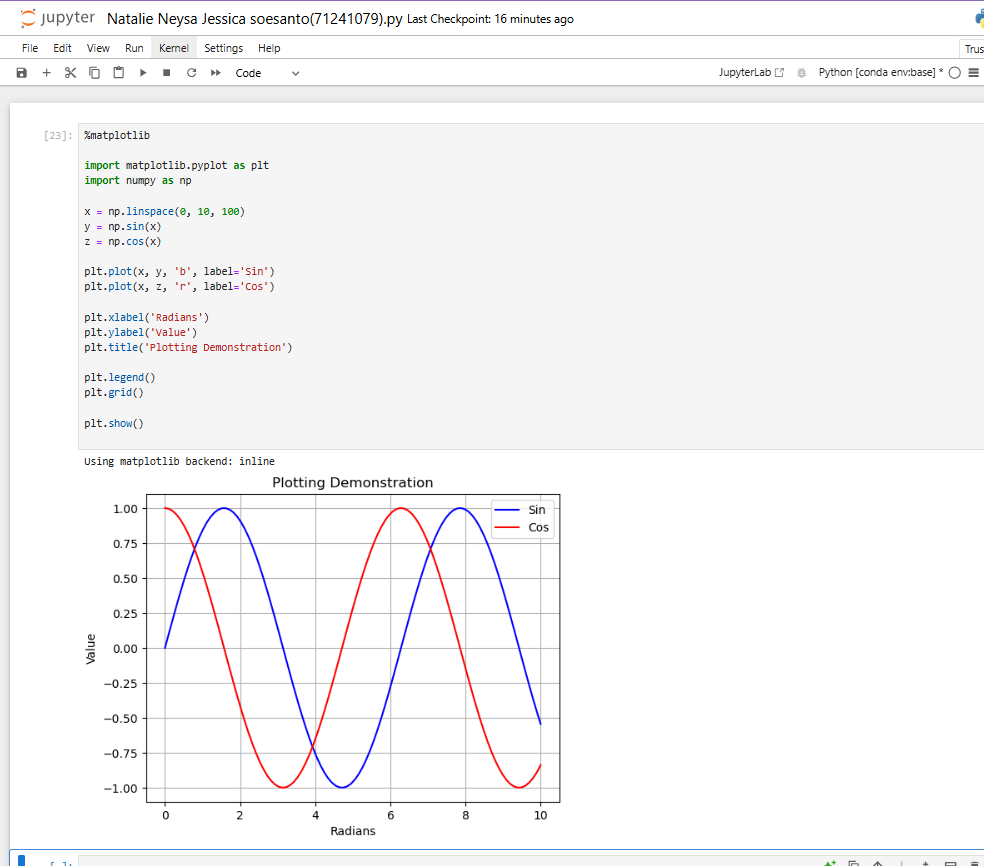 jupyter Natalie Neysa Jessica soesanto(71241079).py Last Checkpoint: 16 minutes ago
File Edit View Run Kernel Settings Help
Trus
Code
JupyterLab
Python [conda env:base] *
[23]:
%matplotlib
import matplotlib.pyplot as plt
import numpy as np
x = np.linspace(0, 10, 100)
y = np.sin(x)
z = np.cos(x)
plt.plot(x, y, 'b', label='Sin')
plt.plot(x, z, 'r', label='Cos')
plt.xlabel('Radians')
plt.ylabel('Value')
plt.title('Plotting Demonstration')
plt.legend()
plt.grid()
plt.show()
Using matplotlib backend: inline
Plotting Demonstration
Sin
Cos
1.00
0.75
0.50
0.25
0.00
−0.25
−0.50
−0.75
−1.00
Value
0 2 4 6 8 10
Radians
[ ]: